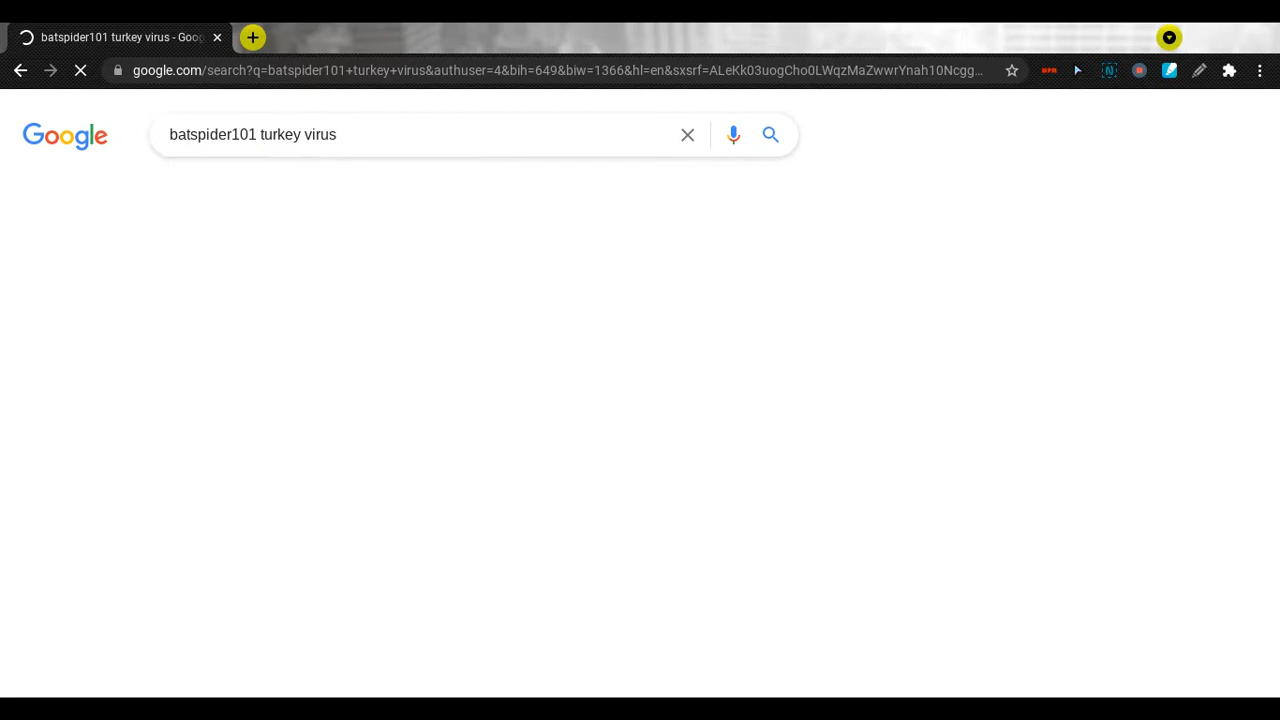 batspider101 turkey virus - Goog
google.com/search?q=batspider101+turkey+virus&authuser=4&bih=649&biw=1366&hl=en&sxsrf=ALeKk03uogCho0LWqzMaZwwrYnah10Ncgg...
Google
batspider101 turkey virus